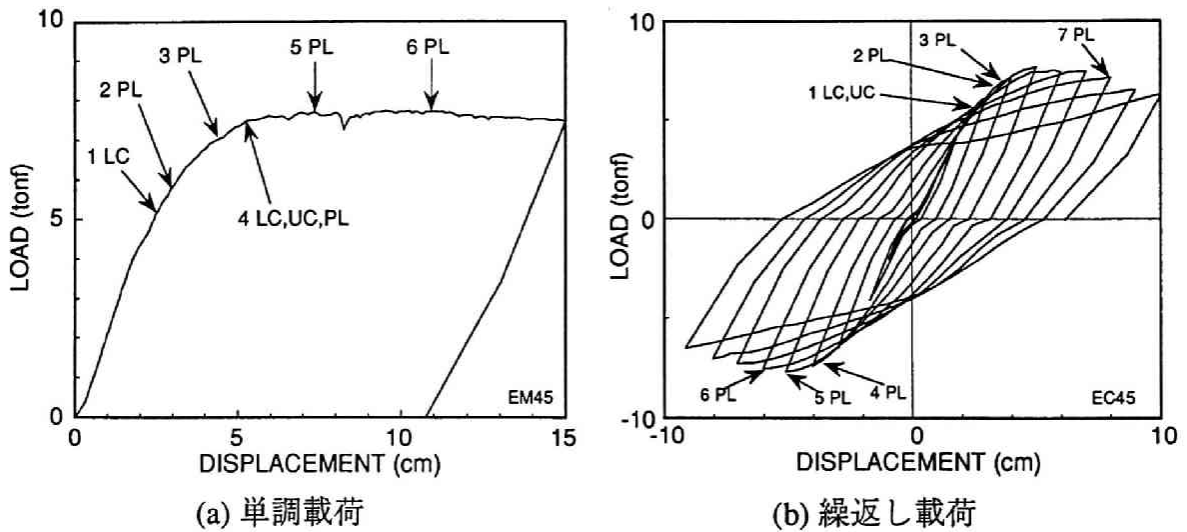 10
5
0
LOAD (tonf)
1 LC
2 PL
3 PL
5 PL
6 PL
4 LC,UC,PL
EM45
0
5
10
15
DISPLACEMENT (cm)
(a) 単調載荷
10
0
-10
LOAD (tonf)
3 PL
2 PL
1 LC,UC
7 PL
6 PL
5 PL
4 PL
EC45
-10
0
10
DISPLACEMENT (cm)
(b) 繰返し載荷